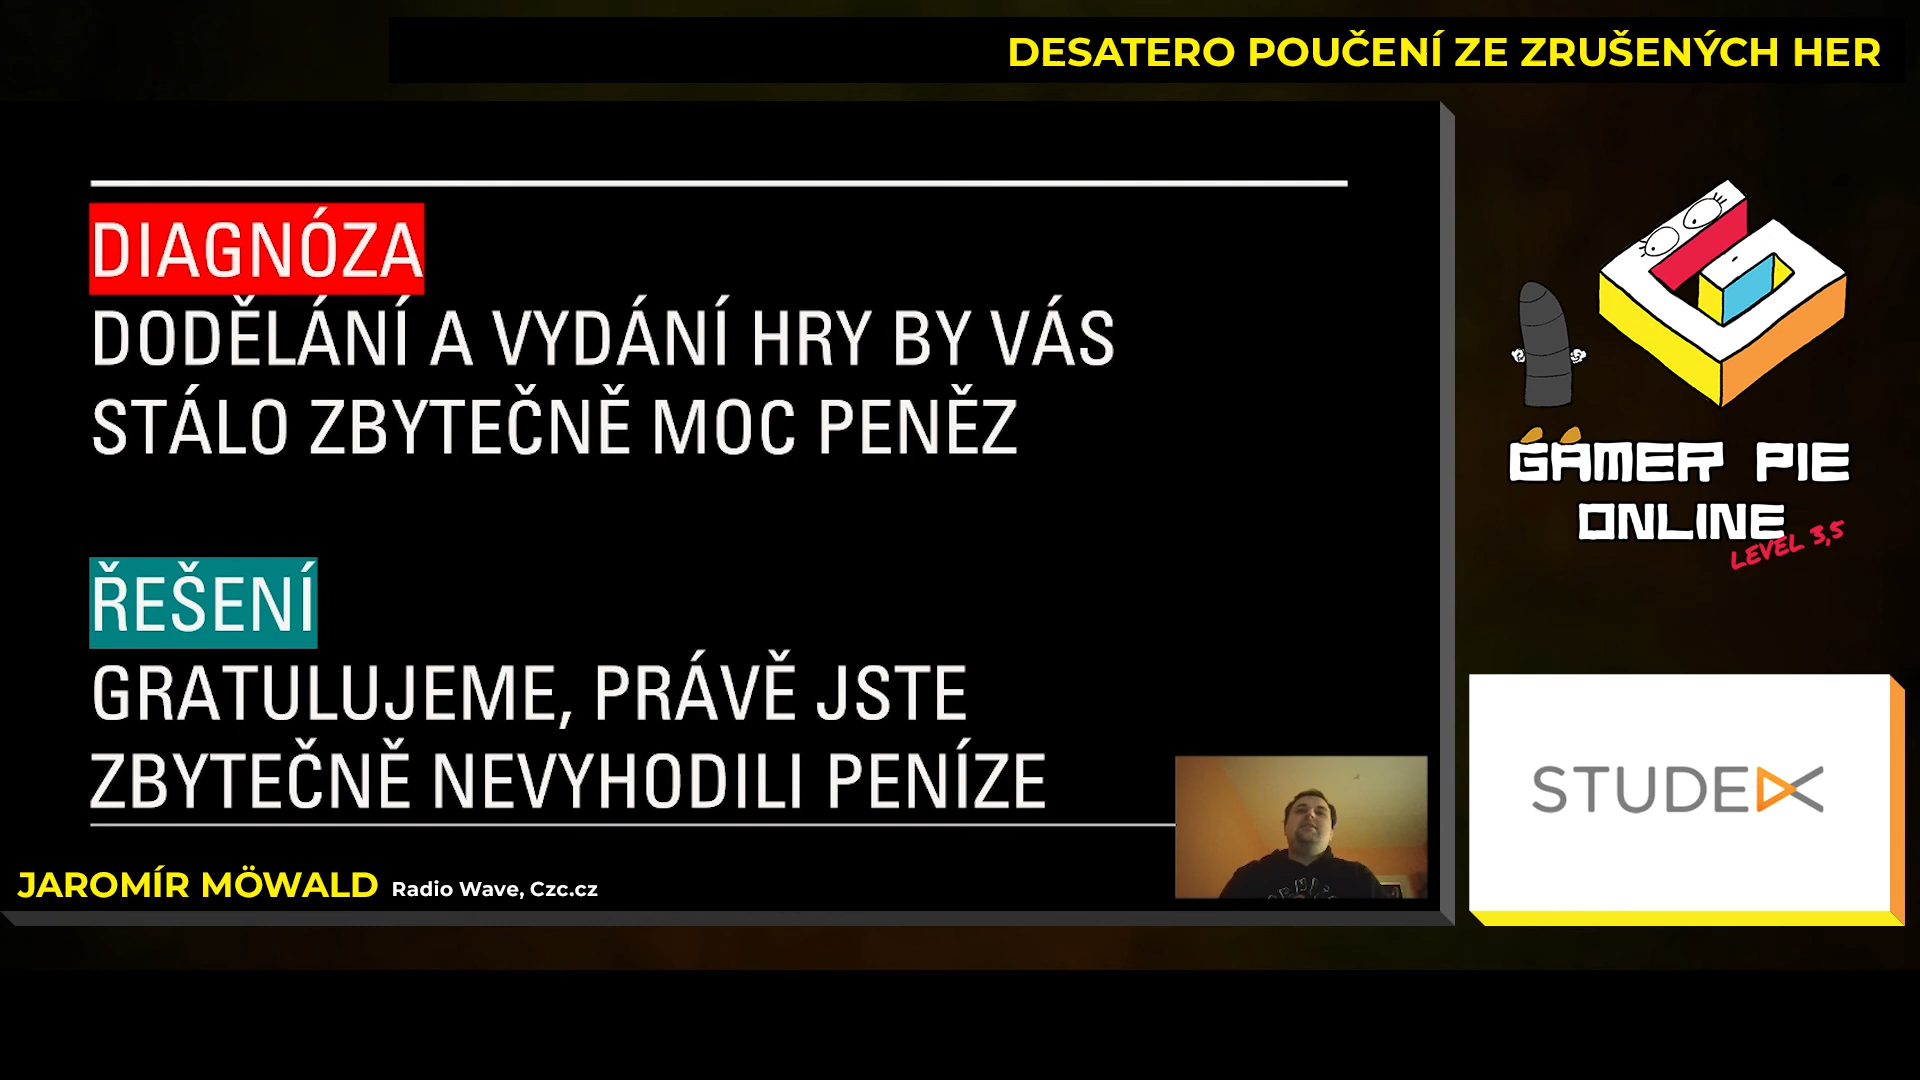 DESATERO POUČENÍ ZE ZRUŠENÝCH HER
DIAGNÓZA
DODĚLÁNÍ A VYDÁNÍ HRY BY VÁS
STÁLO ZBYTEČNĚ MOC PENĚZ
ŘEŠENÍ
GRATULUJEME, PRÁVĚ JSTE
ZBYTEČNĚ NEVYHODILI PENÍZE
JAROMÍR MÖWALD Radio Wave, Czc.cz
GAMER PIE
ONLINE
LEVEL 3,5
STUDEX